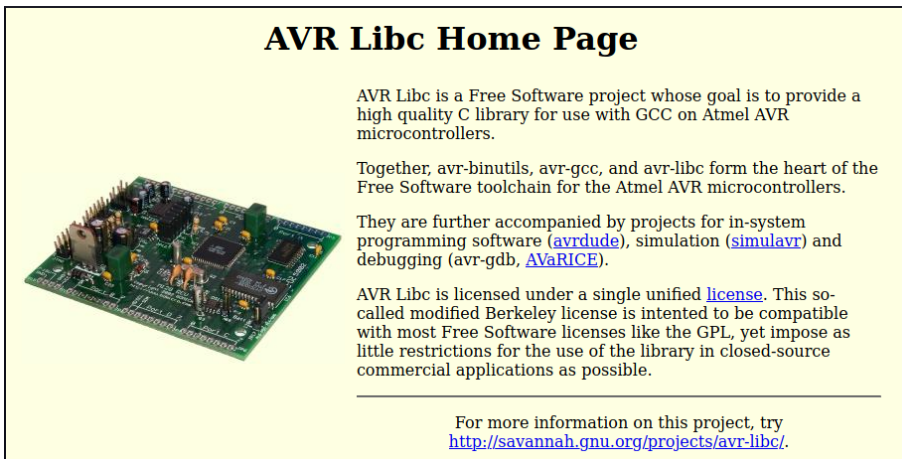 AVR Libc Home Page
AVR Libc is a Free Software project whose goal is to provide a
high quality C library for use with GCC on Atmel AVR
microcontrollers.
Together, avr-binutils, avr-gcc, and avr-libc form the heart of the
Free Software toolchain for the Atmel AVR microcontrollers.
They are further accompanied by projects for in-system
programming software (avrdude), simulation (simulavr) and
debugging (avr-gdb, AVaRICE).
AVR Libc is licensed under a single unified license. This so-
called modified Berkeley license is intented to be compatible
with most Free Software licenses like the GPL, yet impose as
little restrictions for the use of the library in closed-source
commercial applications as possible.
For more information on this project, try
http://savannah.gnu.org/projects/avr-libc/.